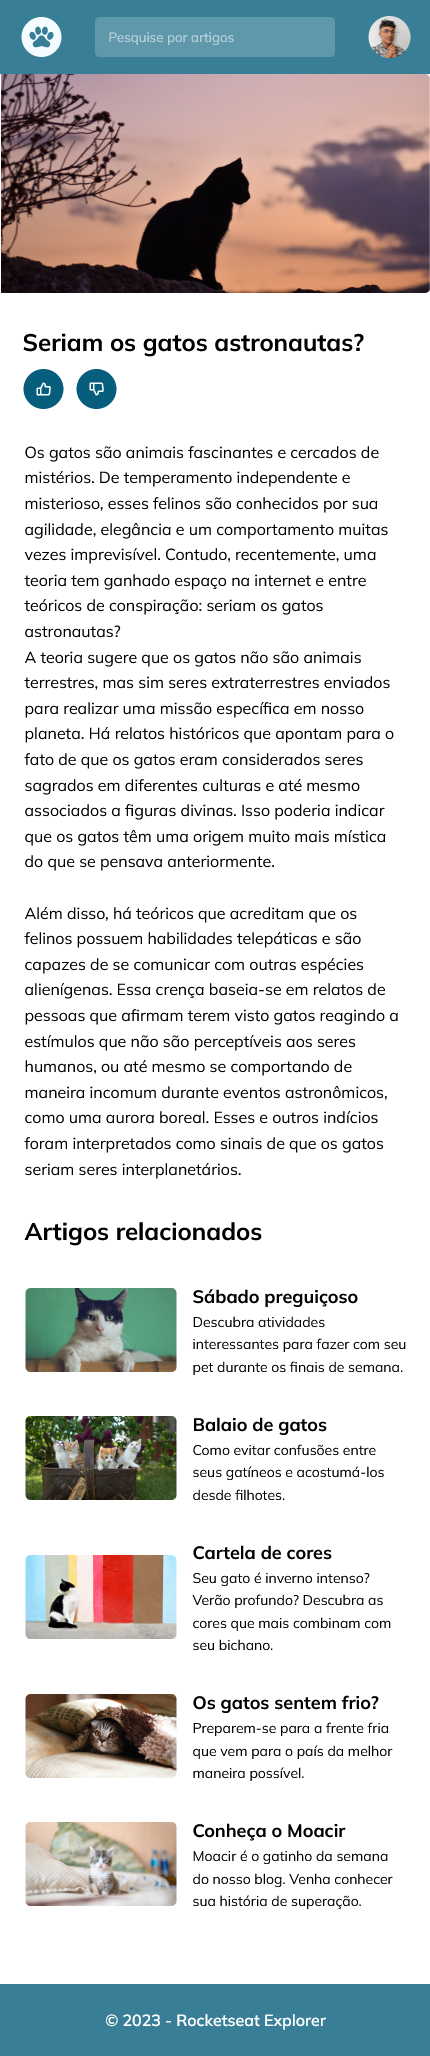 Pesquise por artigos
Seriam os gatos astronautas?
Os gatos são animais fascinantes e cercados de
mistérios. De temperamento independente e
misterioso, esses felinos são conhecidos por sua
agilidade, elegância e um comportamento muitas
vezes imprevisível. Contudo, recentemente, uma
teoria tem ganhado espaço na internet e entre
teóricos de conspiração: seriam os gatos
astronautas?
A teoria sugere que os gatos não são animais
terrestres, mas sim seres extraterrestres enviados
para realizar uma missão específica em nosso
planeta. Há relatos históricos que apontam para o
fato de que os gatos eram considerados seres
sagrados em diferentes culturas e até mesmo
associados a figuras divinas. Isso poderia indicar
que os gatos têm uma origem muito mais mística
do que se pensava anteriormente.
Além disso, há teóricos que acreditam que os
felinos possuem habilidades telepáticas e são
capazes de se comunicar com outras espécies
alienígenas. Essa crença baseia-se em relatos de
pessoas que afirmam terem visto gatos reagindo a
estímulos que não são perceptíveis aos seres
humanos, ou até mesmo se comportando de
maneira incomum durante eventos astronômicos,
como uma aurora boreal. Esses e outros indícios
foram interpretados como sinais de que os gatos
seriam seres interplanetários.
Artigos relacionados
Sábado preguiçoso
Descubra atividades
interessantes para fazer com seu
pet durante os finais de semana.
Balaio de gatos
Como evitar confusões entre
seus gatíneos e acostumá-los
desde filhotes.
Cartela de cores
Seu gato é inverno intenso?
Verão profundo? Descubra as
cores que mais combinam com
seu bichano.
Os gatos sentem frio?
Preparem-se para a frente fria
que vem para o país da melhor
maneira possível.
Conheça o Moacir
Moacir é o gatinho da semana
do nosso blog. Venha conhecer
sua história de superação.
© 2023 - Rocketseat Explorer